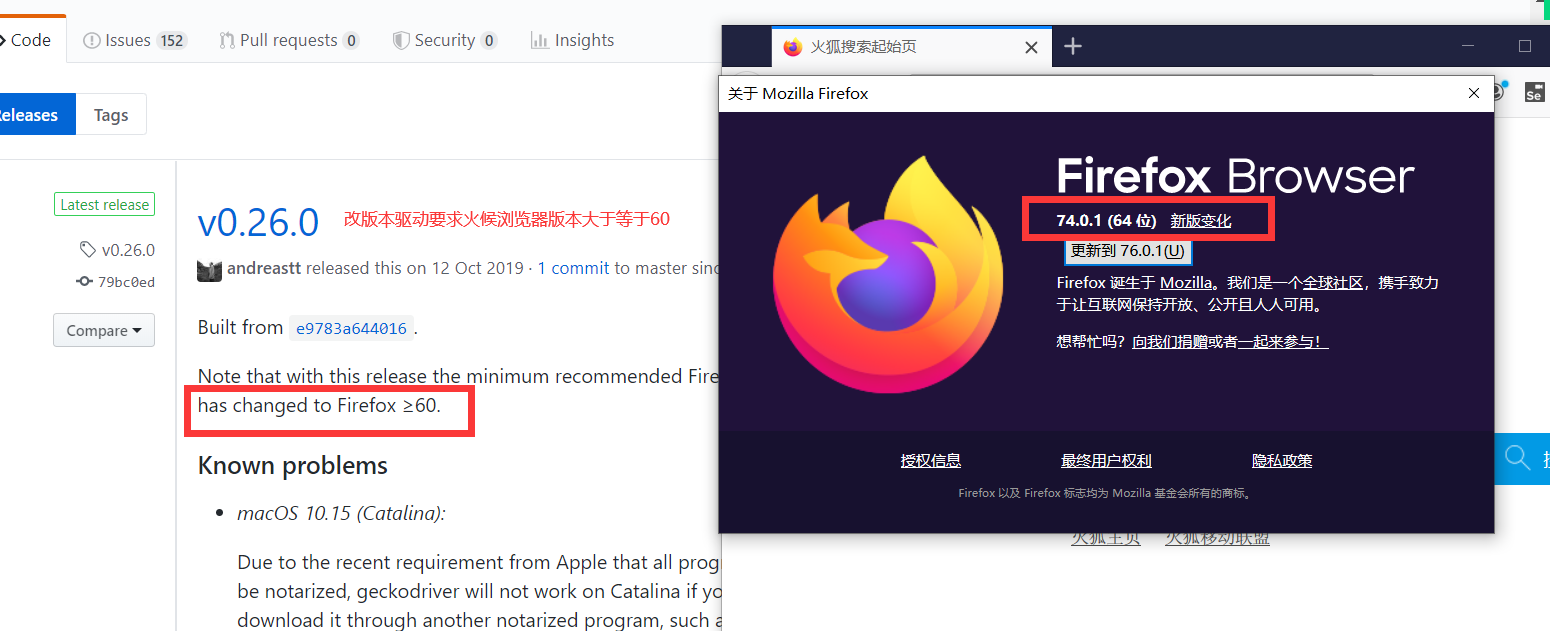 Code
Issues 152
Pull requests 0
Security 0
Insights
Releases
Tags
Latest release
v0.26.0
79bc0ed
Compare
v0.26.0
改版本驱动要求火候浏览器版本大于等于60
andreastt released this on 12 Oct 2019 · 1 commit to master sinc
Built from e9783a644016.
Note that with this release the minimum recommended Fire
has changed to Firefox ≥60.
Known problems
macOS 10.15 (Catalina):
Due to the recent requirement from Apple that all prog
be notarized, geckodriver will not work on Catalina if yo
download it through another notarized program, such a
火狐搜索起始页
Se
关于 Mozilla Firefox
Firefox Browser
74.0.1 (64 位) 新版变化
更新到 76.0.1(U)
Firefox 诞生于 Mozilla。我们是一个全球社区，携手致力
于让互联网保持开放、公开且人人可用。
想帮忙吗？向我们捐赠或者一起来参与！
授权信息
最终用户权利
隐私政策
Firefox 以及 Firefox 标志均为 Mozilla 基金会所有的商标。
火狐主页
火狐移动联盟